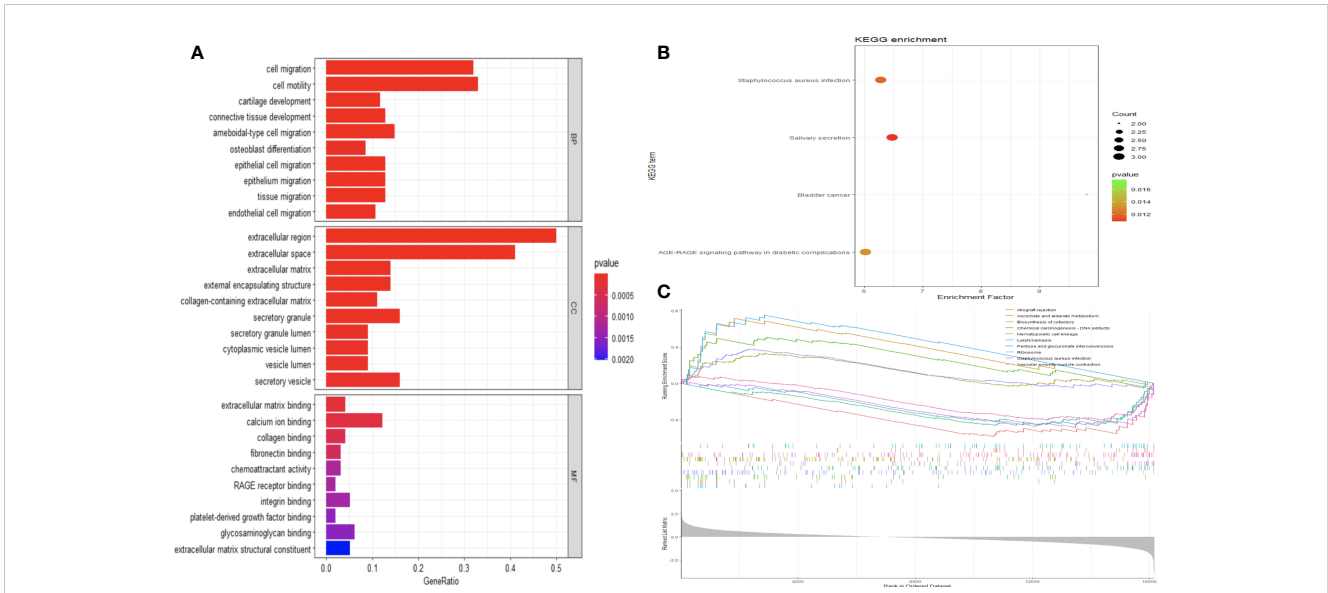 A
cell migration
cell motility
cartilage development
connective tissue development
ameboidal-type cell migration
osteoblast differentiation
epithelial cell migration
epithelium migration
tissue migration
endothelial cell migration
BP
extracellular region
extracellular space
extracellular matrix
external encapsulating structure
collagen-containing extracellular matrix
secretory granule
secretory granule lumen
cytoplasmic vesicle lumen
vesicle lumen
secretory vesicle
CC
extracellular matrix binding
calcium ion binding
collagen binding
fibronectin binding
chemoattractant activity
RAGE receptor binding
integrin binding
platelet-derived growth factor binding
glycosaminoglycan binding
extracellular matrix structural constituent
MF
0.0 0.1 0.2 0.3 0.4 0.5
GeneRatio
pvalue
0.0005
0.0010
0.0015
0.0020
B
KEGG enrichment
KEGG term
Staphylococcus aureus infection
Salivary secretion
Bladder cancer
AGE-RAGE signaling pathway in diabetic complications
6 7 8 9
Enrichment Factor
Count
2.00
2.25
2.50
2.75
3.00
pvalue
0.016
0.014
0.012
C
Running Enrichment Score
Allograft rejection
Ascorbate and aldarate metabolism
Biosynthesis of cofactors
Chemical carcinogenesis - DNA adducts
Hematopoietic cell lineage
Leishmaniasis
Pentose and glucuronate interconversions
Ribosome
Staphylococcus aureus infection
Vascular smooth muscle contraction
Ranked List Metric
Rank in Ordered Dataset